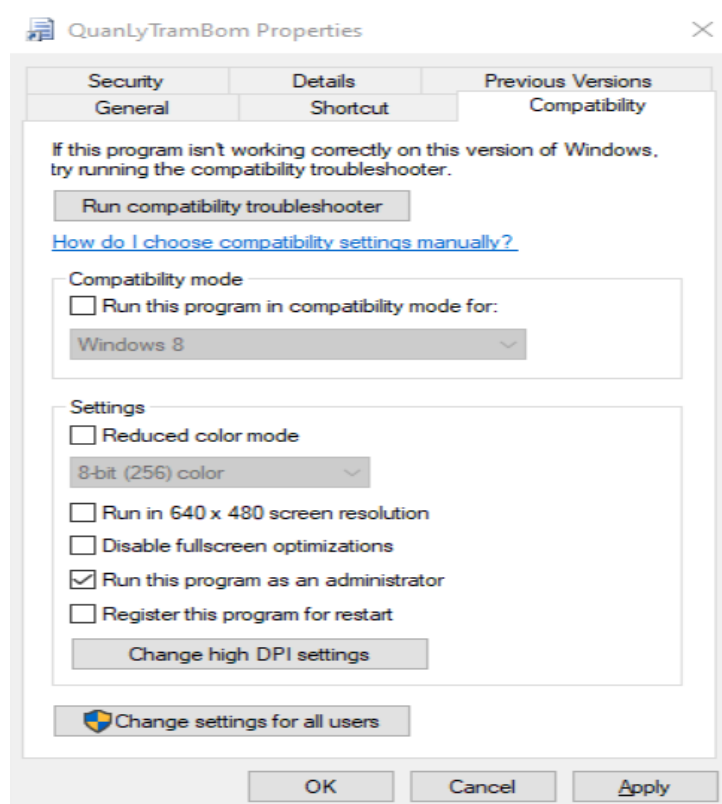 QuanLyTramBom Properties
Security Details Previous Versions
General Shortcut Compatibility
If this program isn't working correctly on this version of Windows,
try running the compatibility troubleshooter.
Run compatibility troubleshooter
How do I choose compatibility settings manually?
Compatibility mode
Run this program in compatibility mode for:
Windows 8
Settings
Reduced color mode
8-bit (256) color
Run in 640 x 480 screen resolution
Disable fullscreen optimizations
Run this program as an administrator
Register this program for restart
Change high DPI settings
Change settings for all users
OK Cancel Apply